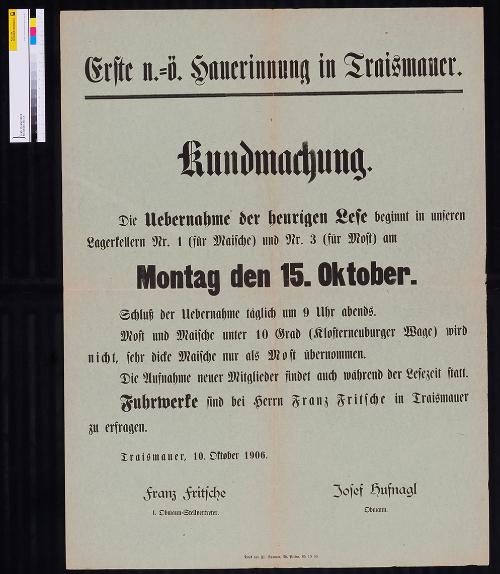 Erste n.=ö. Hauerinnung in Traismauer.
Kundmachung.
Die Uebernahme der heurigen Lese beginnt in unseren
Lagerkellern Nr. 1 (für Maische) und Nr. 3 (für Most) am
Montag den 15. Oktober.
Schluß der Uebernahme täglich um 9 Uhr abends.
Most und Maische unter 10 Grad (Klosterneuburger Wage) wird
nicht, sehr dicke Maische nur als Most übernommen.
Die Aufnahme neuer Mitglieder findet auch während der Lesezeit statt.
Fuhrwerke sind bei Herrn Franz Fritsche in Traismauer
zu erfragen.
Traismauer, 10. Oktober 1906.
Franz Fritsche
I. Obmann-Stellvertreter.
Josef Hufnagl
Obmann.